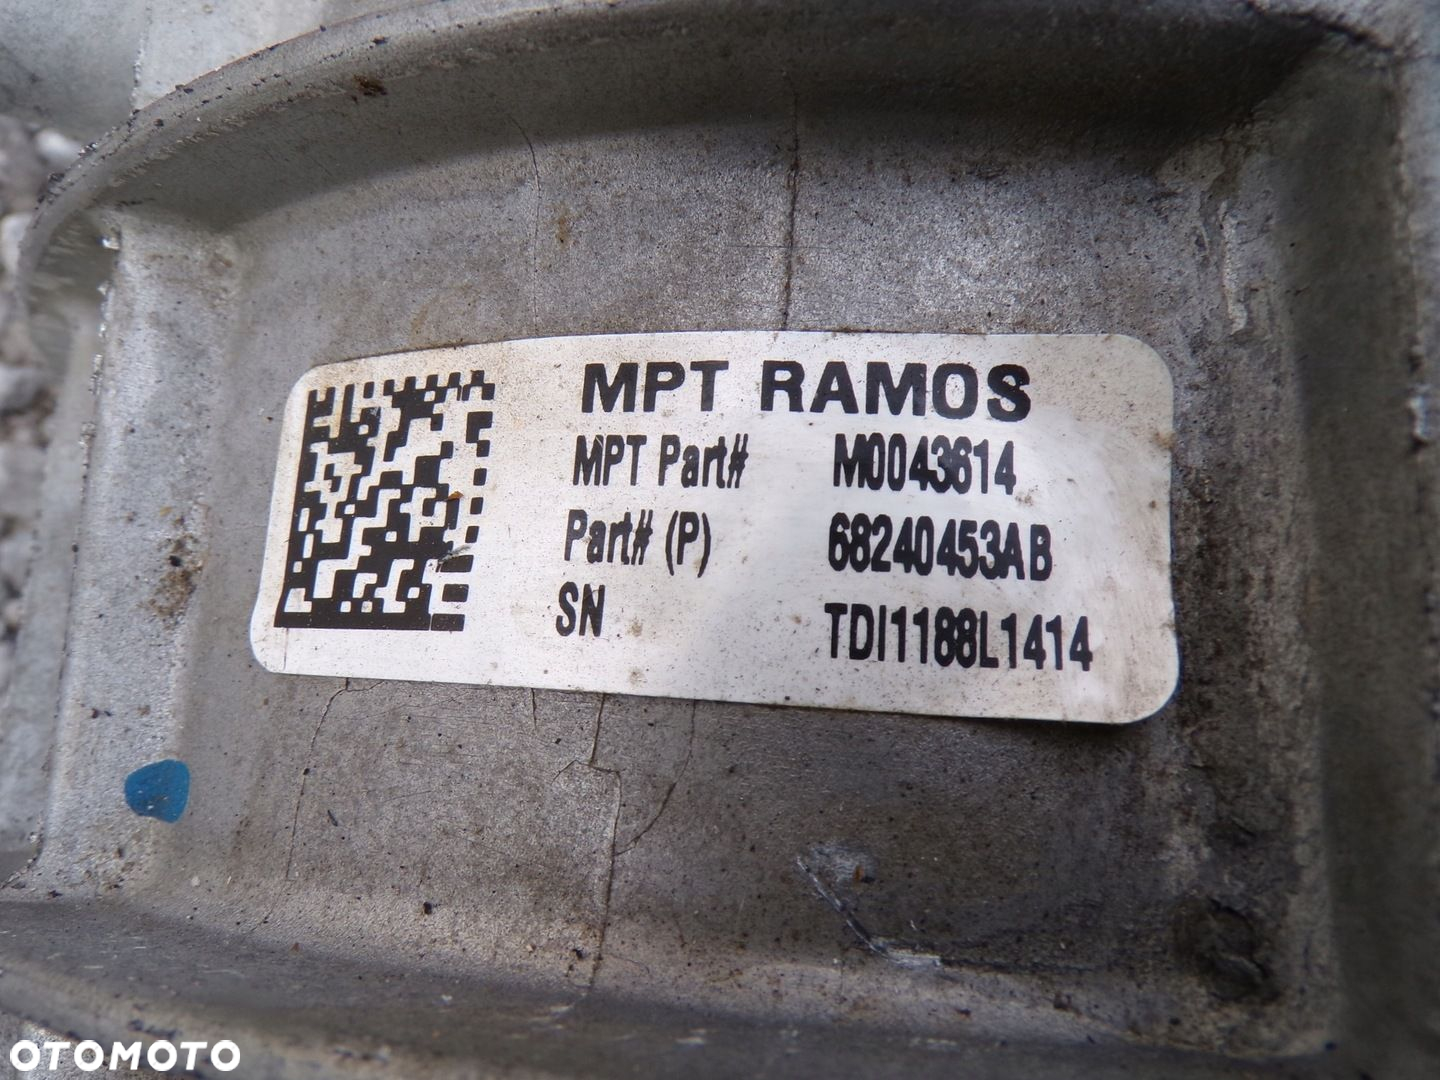 MPT RAMOS
MPT Part# M0043614
Part# (P) 68240453AB
SN TDI1188L1414
OTOMOTO